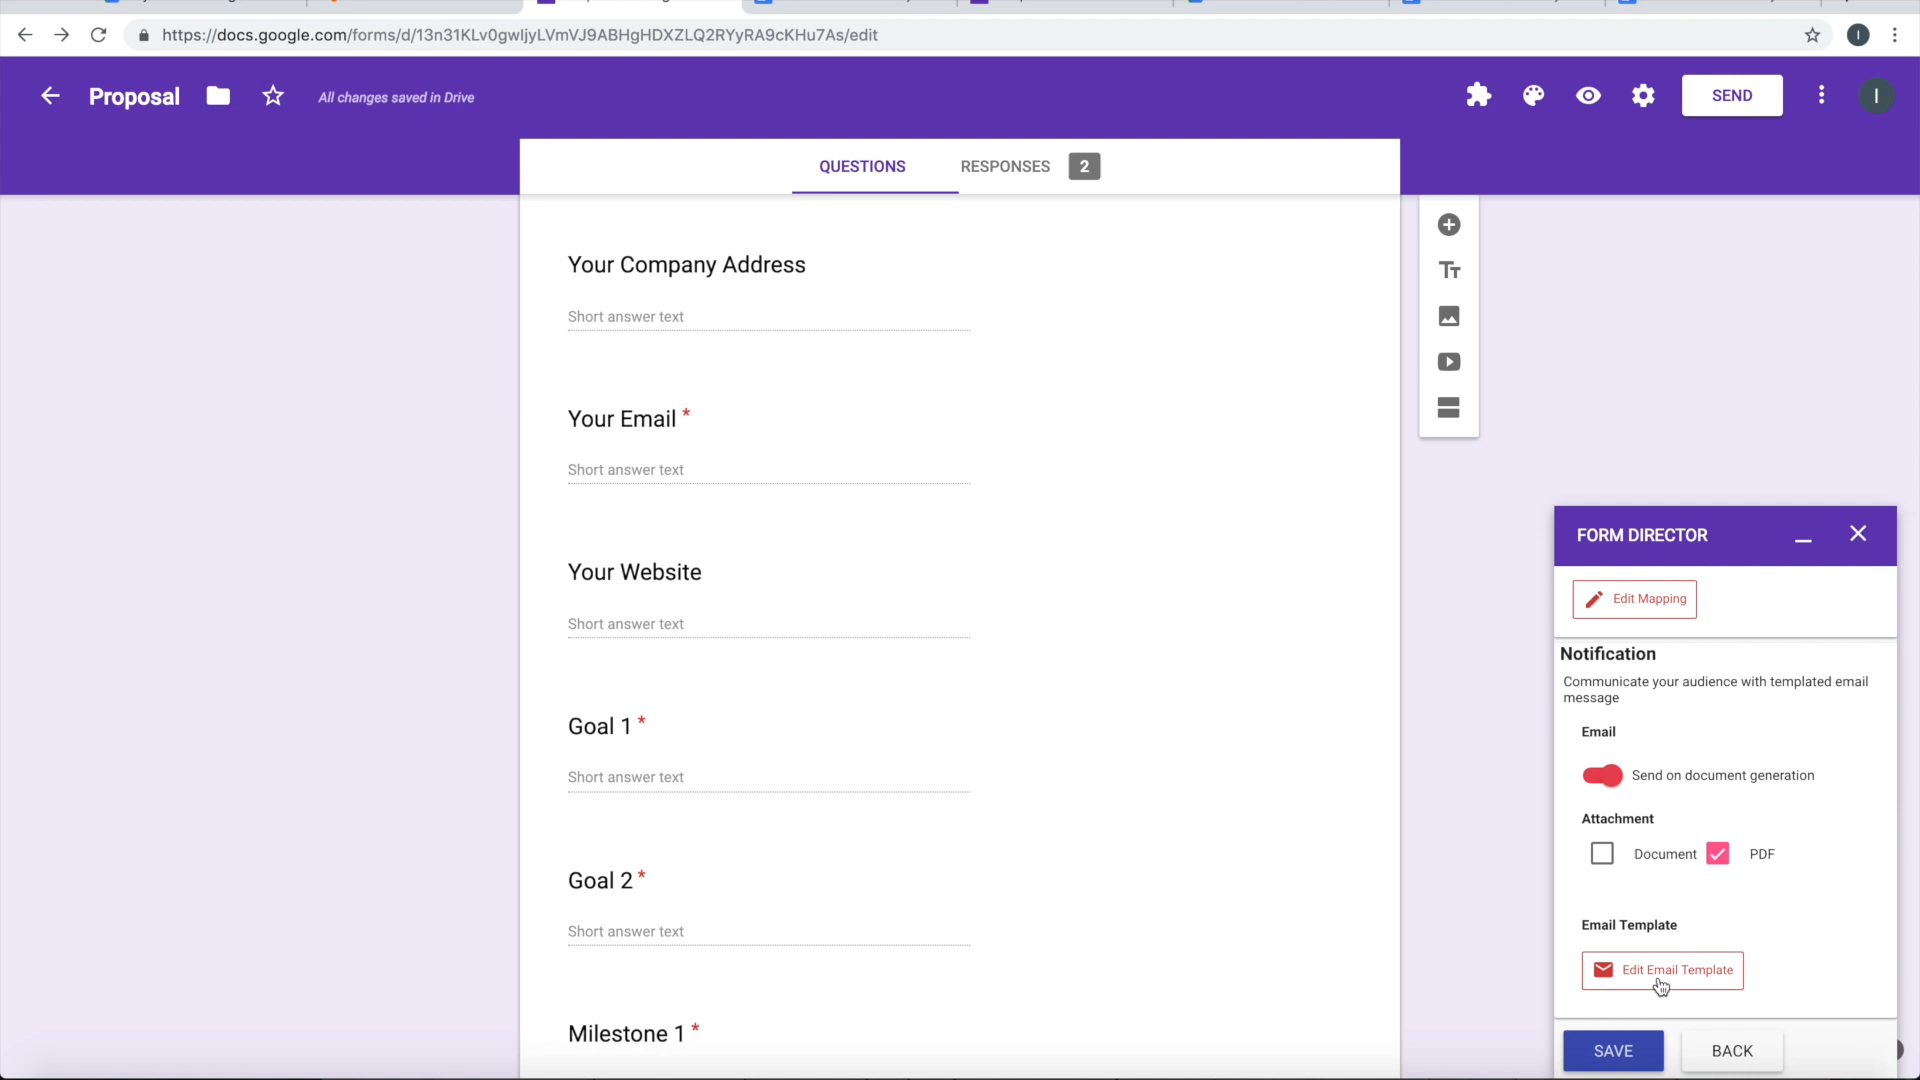 https://docs.google.com/forms/d/13n31KLv0gwljyLVmVJ9ABHgHDXZLQ2RYyRA9cKHu7As/edit
I
Proposal
All changes saved in Drive
SEND
I
QUESTIONS
RESPONSES
2
Your Company Address
Short answer text
Your Email *
Short answer text
Your Website
Short answer text
Goal 1 *
Short answer text
Goal 2 *
Short answer text
Milestone 1 *
FORM DIRECTOR
Edit Mapping
Notification
Communicate your audience with templated email
message
Email
Send on document generation
Attachment
Document
PDF
Email Template
Edit Email Template
SAVE
BACK